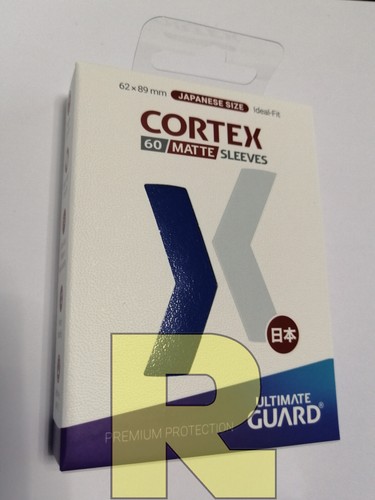 62 × 89 mm JAPANESE SIZE Ideal-Fit
CORTEX
60 MATTE SLEEVES
日本
R
PREMIUM PROTECTION
ULTIMATE
GUARD®